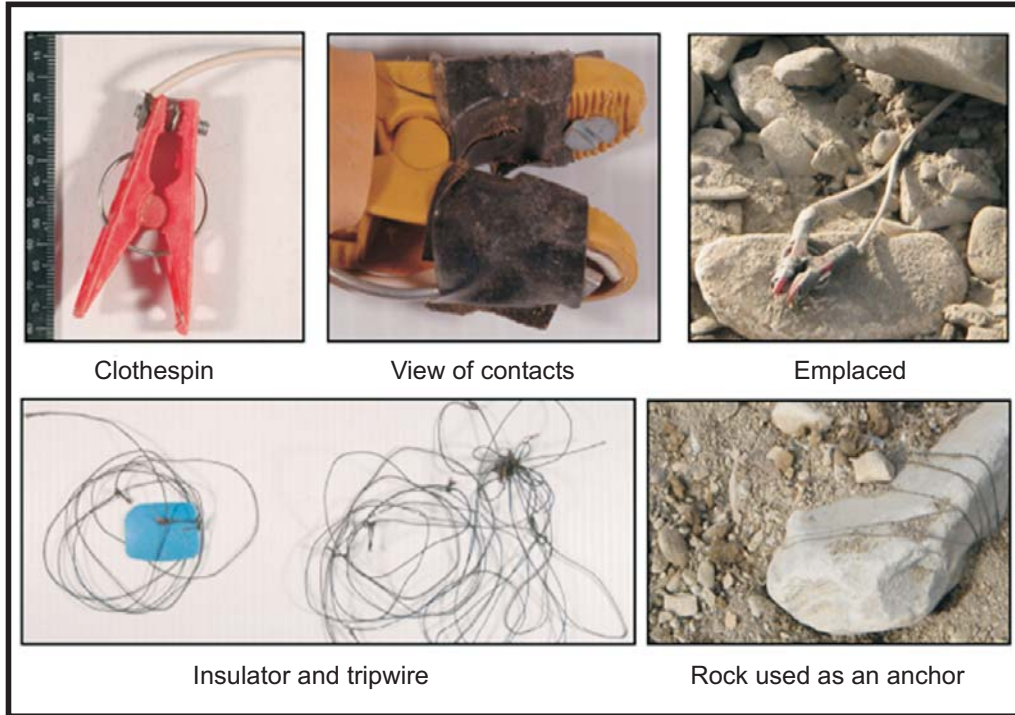 Clothespin
View of contacts
Emplaced
Insulator and tripwire
Rock used as an anchor